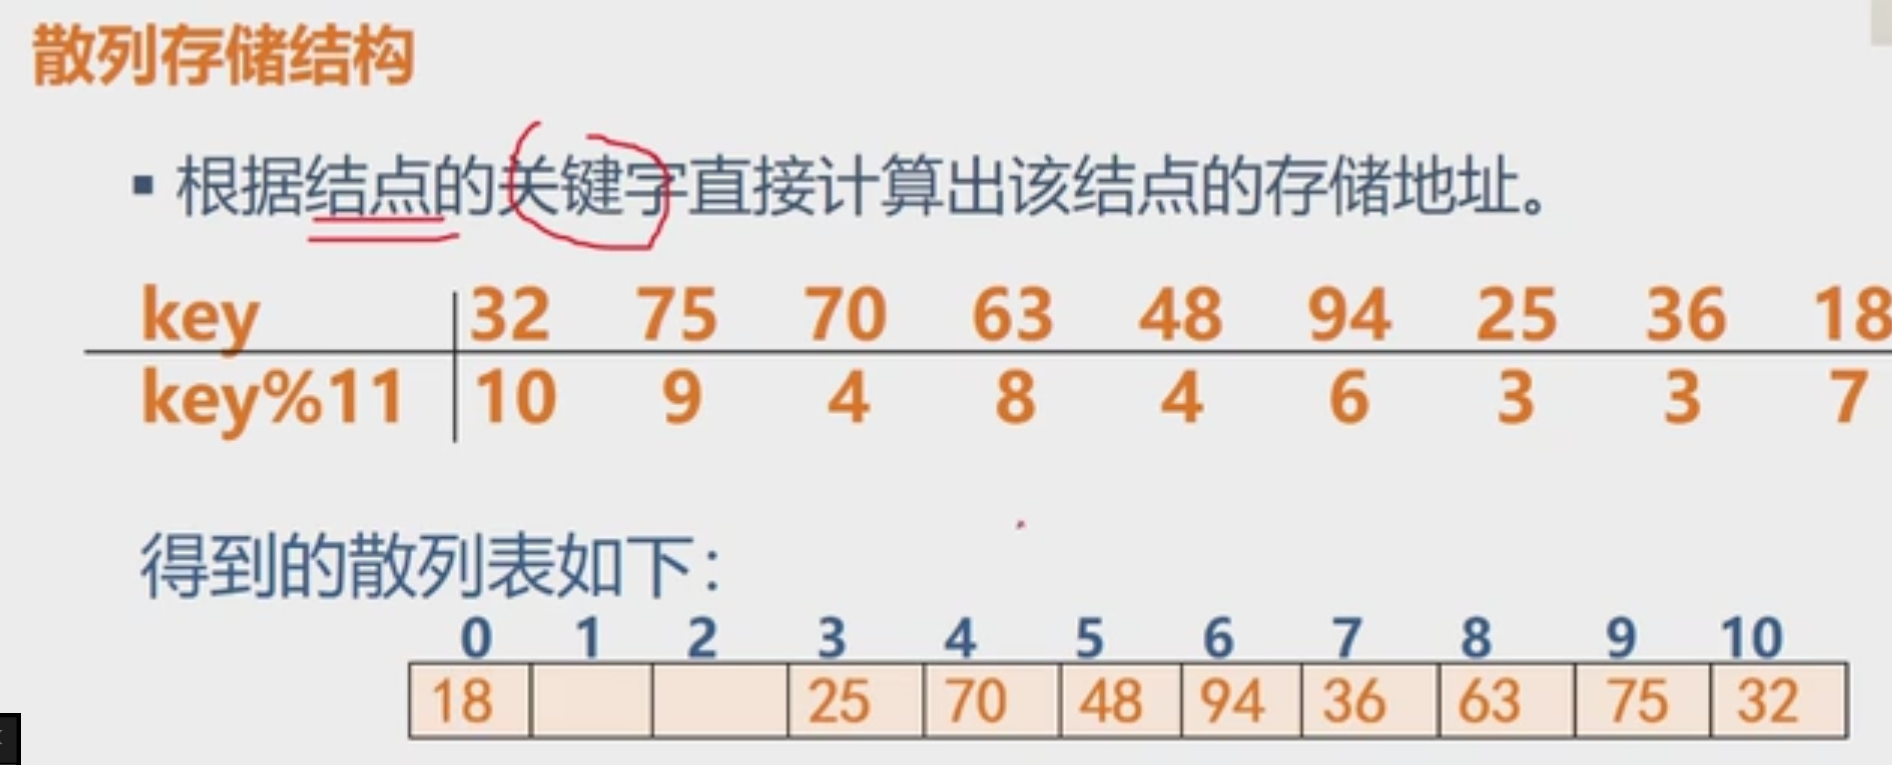 散列存储结构
▪ 根据结点的关键字直接计算出该结点的存储地址。
key 32 75 70 63 48 94 25 36 18
key%11 10 9 4 8 4 6 3 3 7
得到的散列表如下：
0 1 2 3 4 5 6 7 8 9 10
18 25 70 48 94 36 63 75 32